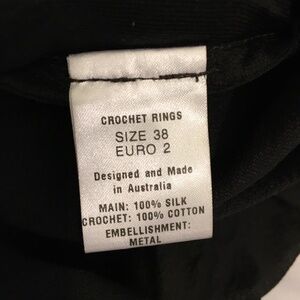 CROCHET RINGS
SIZE 38
EURO 2
Designed and Made
in Australia
MAIN: 100% SILK
CROCHET: 100% COTTON
EMBELLISHMENT:
METAL